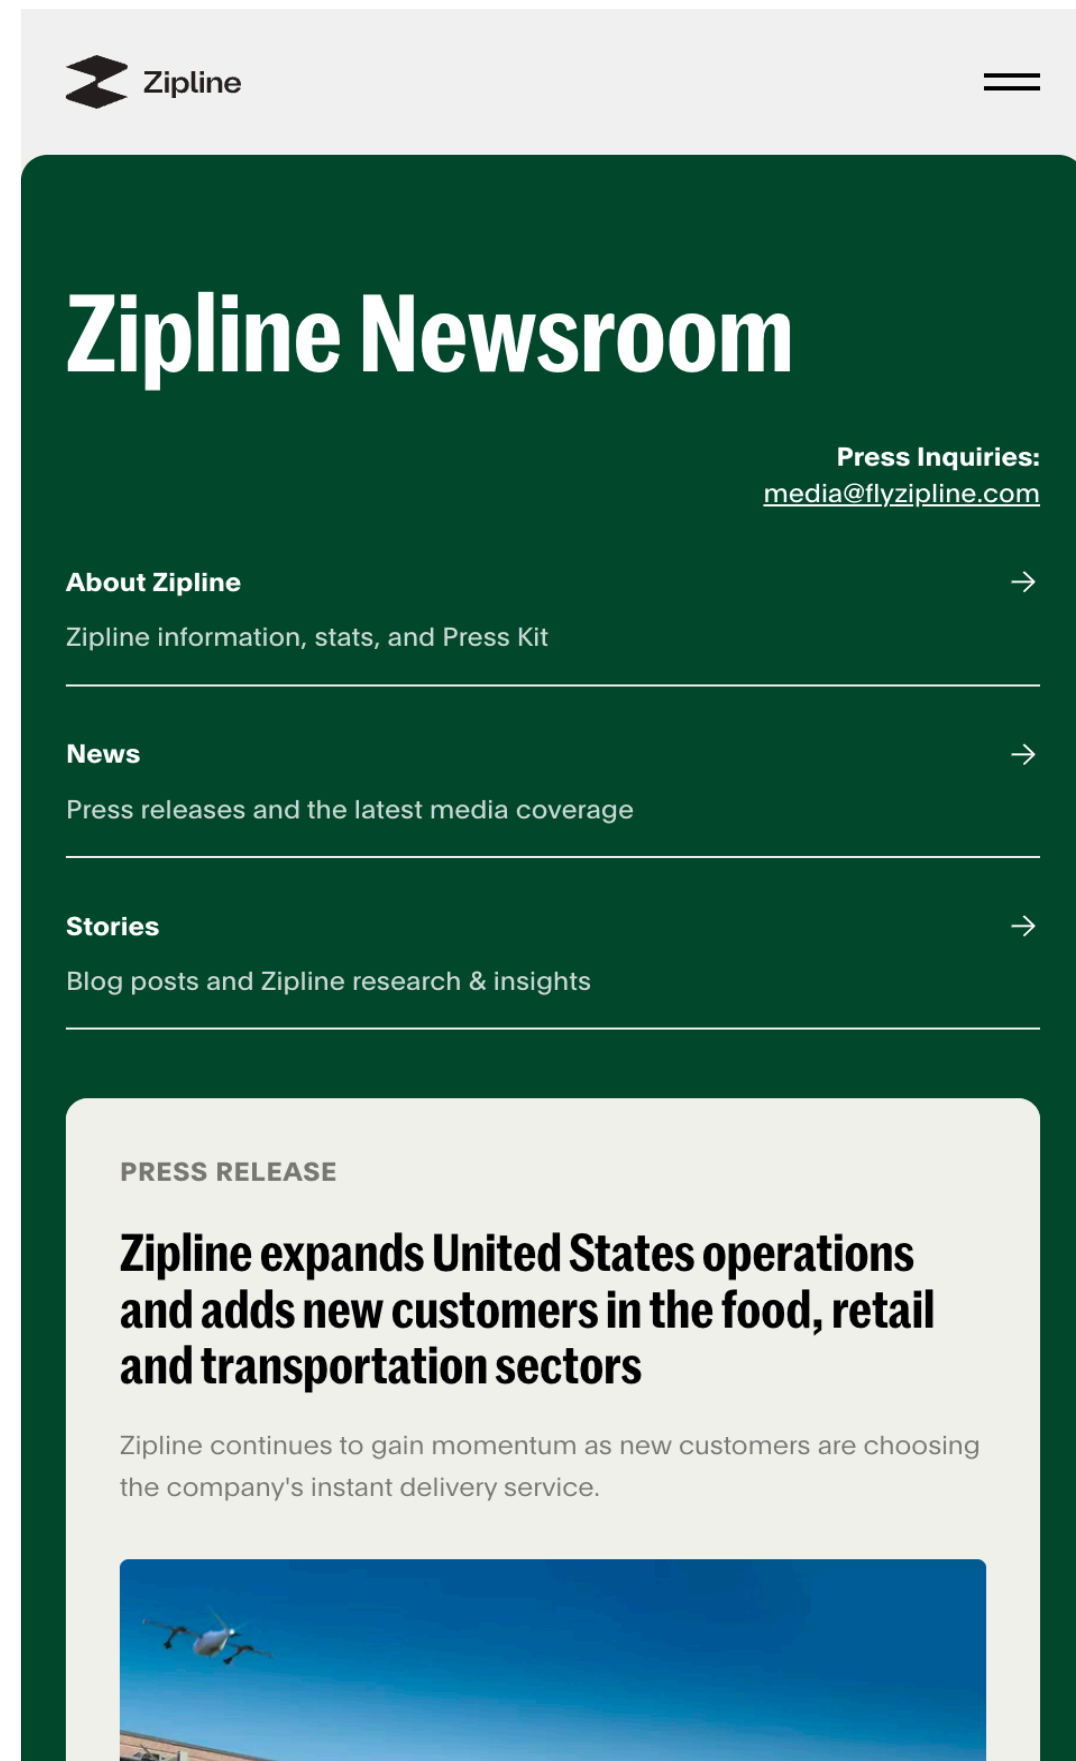 Zipline
Zipline Newsroom
Press Inquiries:
media@flyzipline.com
About Zipline
Zipline information, stats, and Press Kit
News
Press releases and the latest media coverage
Stories
Blog posts and Zipline research & insights
PRESS RELEASE
Zipline expands United States operations
and adds new customers in the food, retail
and transportation sectors
Zipline continues to gain momentum as new customers are choosing
the company's instant delivery service.